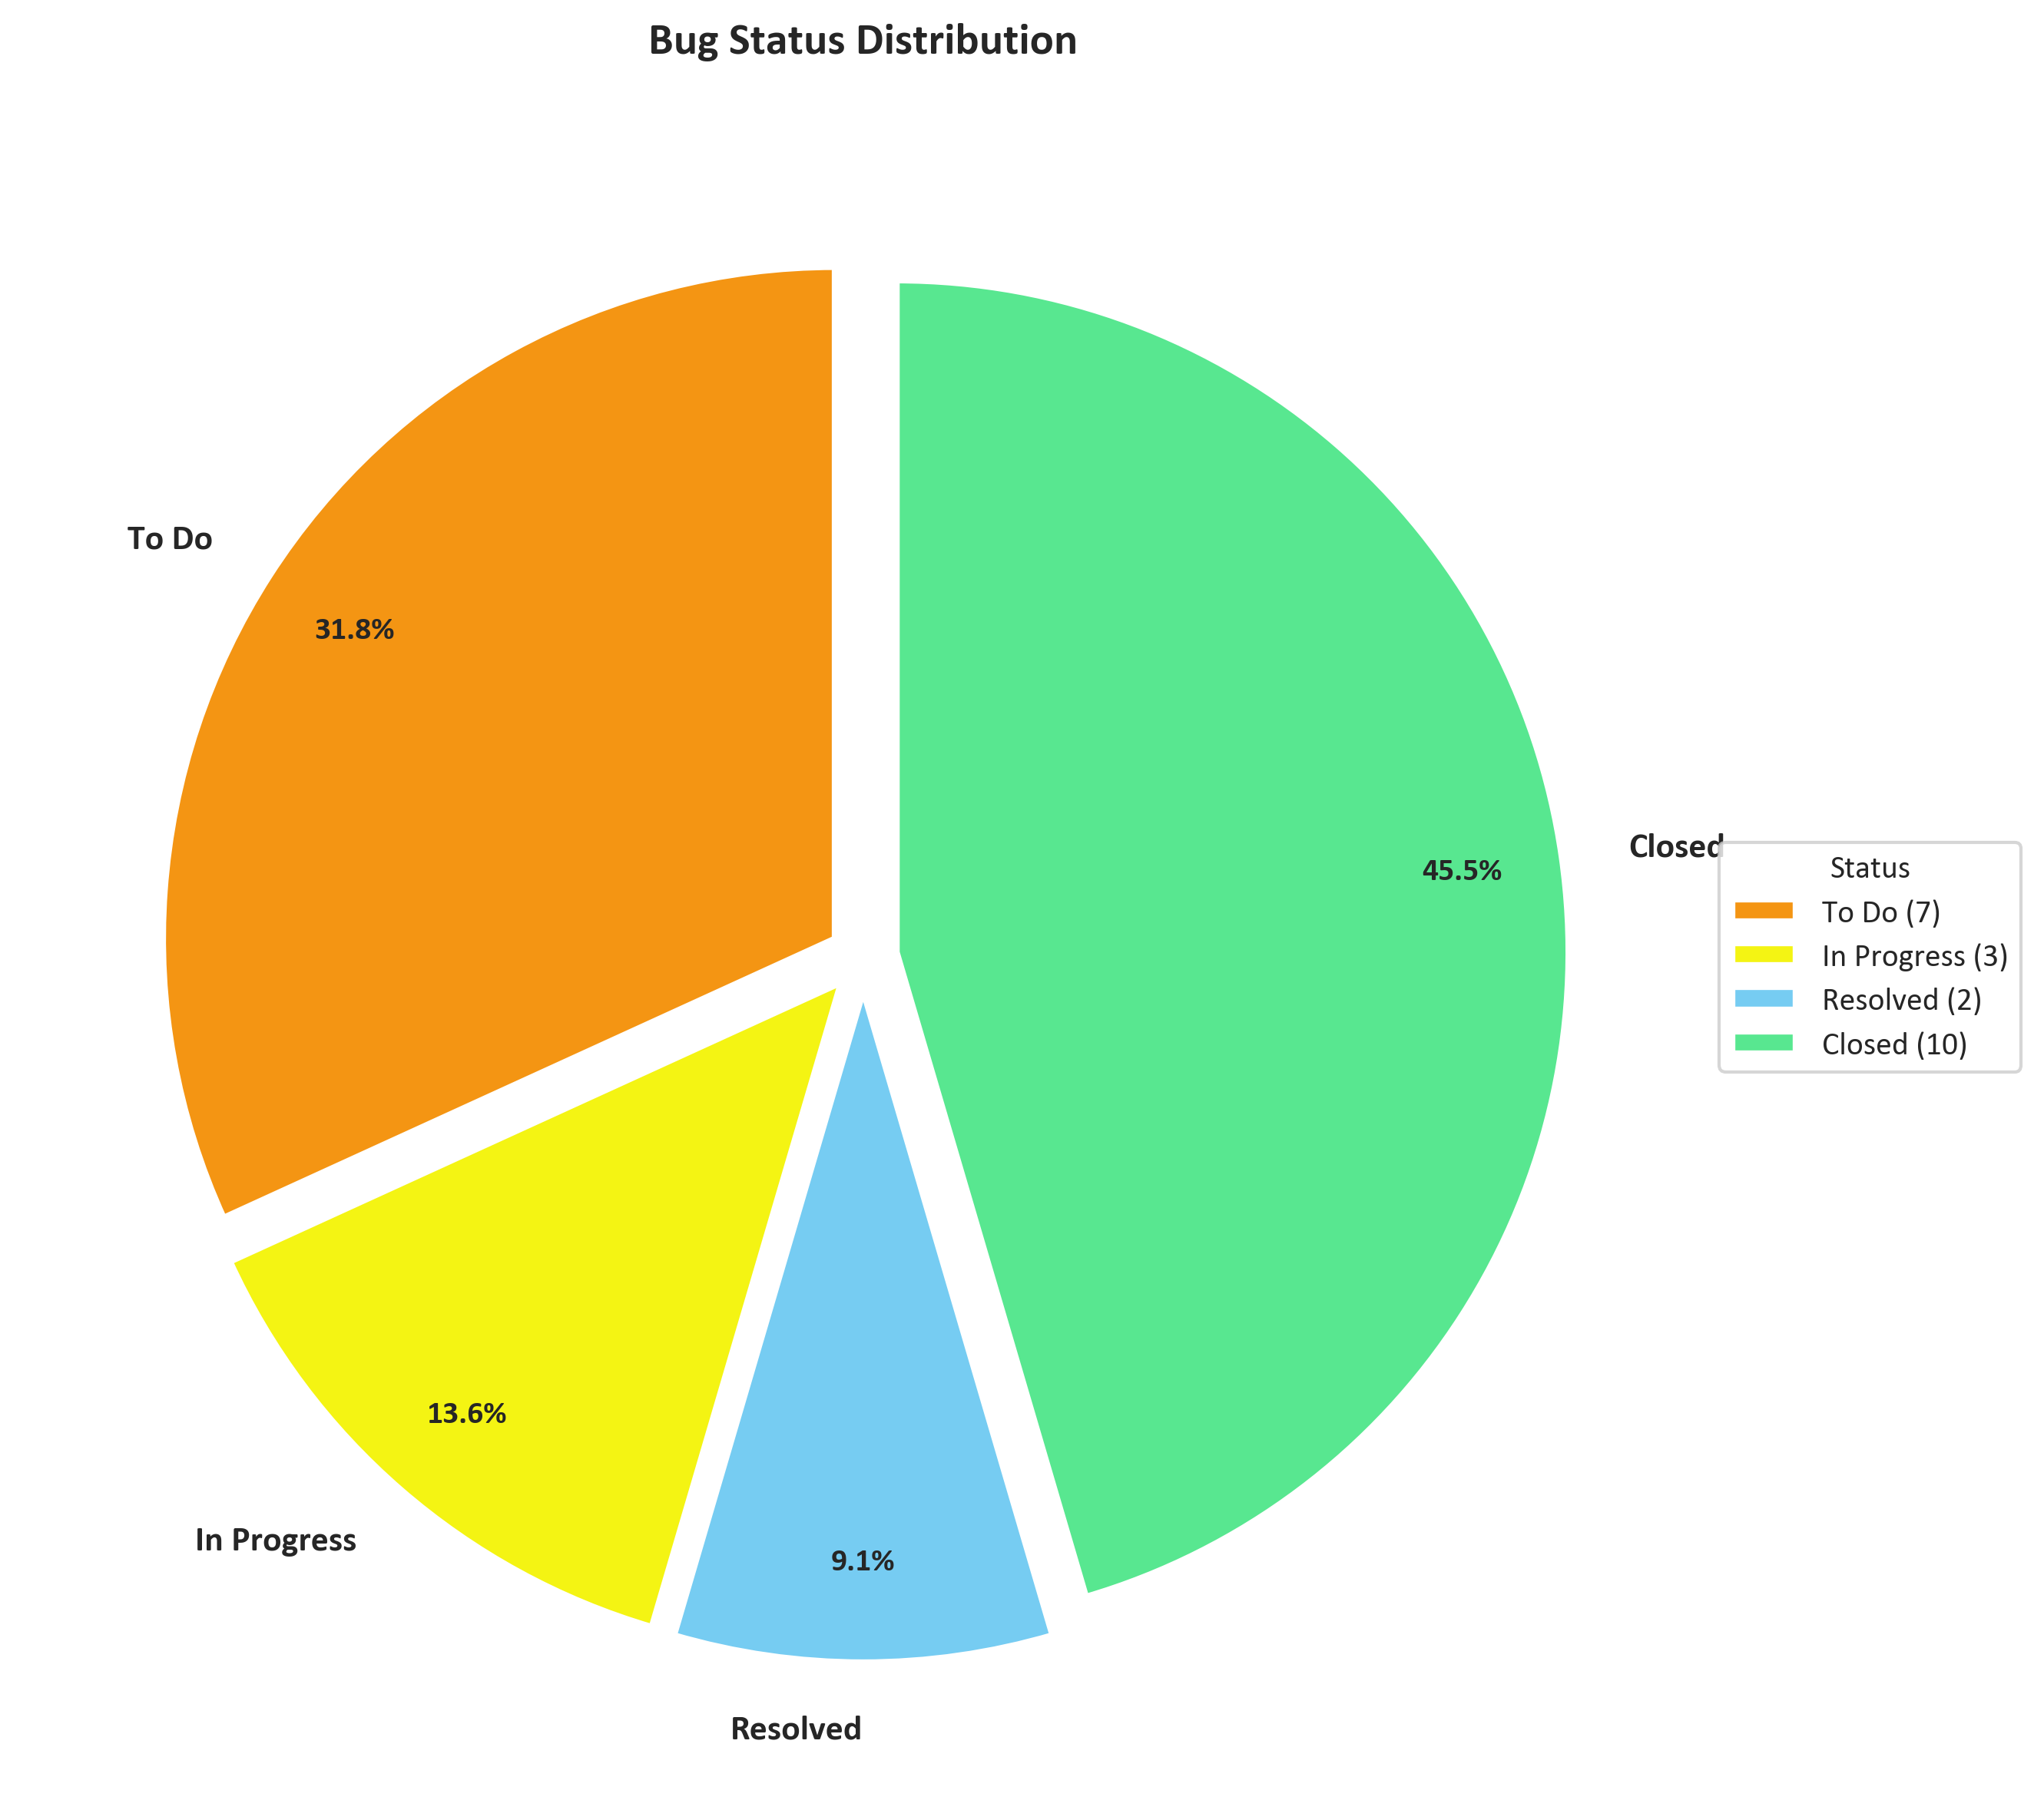 Bug Status Distribution
To Do
31.8%
45.5%
Closed
Status
To Do (7)
In Progress (3)
Resolved (2)
Closed (10)
13.6%
In Progress
9.1%
Resolved